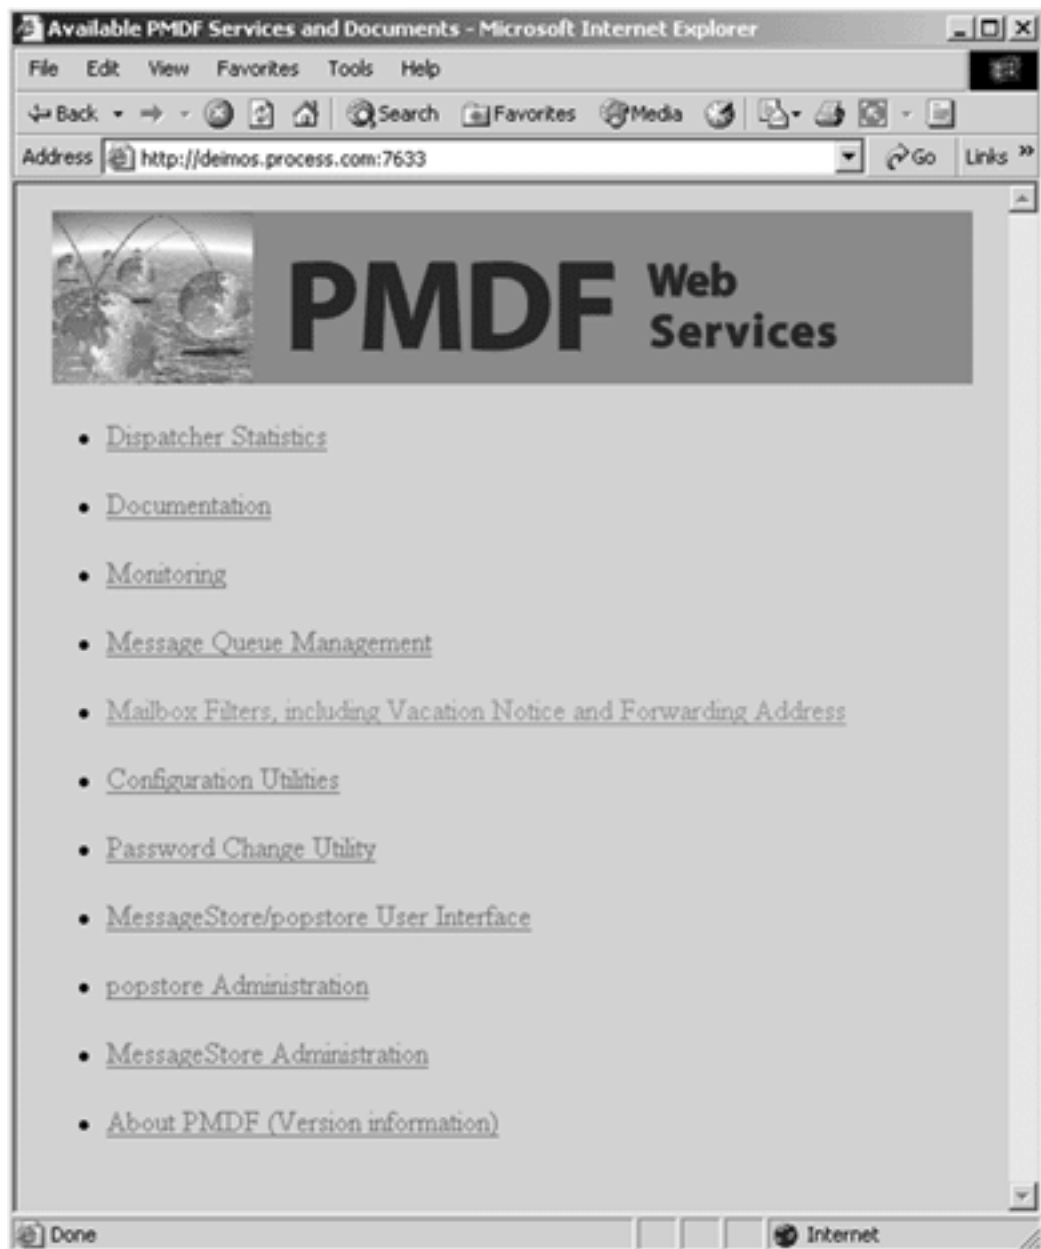 Available PMDF Services and Documents - Microsoft Internet Explorer
File Edit View Favorites Tools Help
Back Search Favorites Media
Address http://deimos.process.com:7633 Go Links »
PMDF Web Services
Dispatcher Statistics
Documentation
Monitoring
Message Queue Management
Mailbox Filters, including Vacation Notice and Forwarding Address
Configuration Utilities
Password Change Utility
MessageStore/popstore User Interface
popstore Administration
MessageStore Administration
About PMDF (Version information)
Done Internet